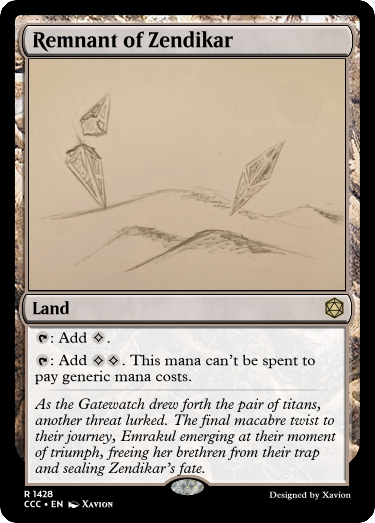 Remnant of Zendikar
Land
: Add .
: Add . This mana can't be spent to
pay generic mana costs.
As the Gatewatch drew forth the pair of titans,
another threat lurked. The final macabre twist to
their journey, Emrakul emerging at their moment
of triumph, freeing her brethren from their trap
and sealing Zendikar's fate.
R 1428
CCC • EN XAVION
Designed by Xavion